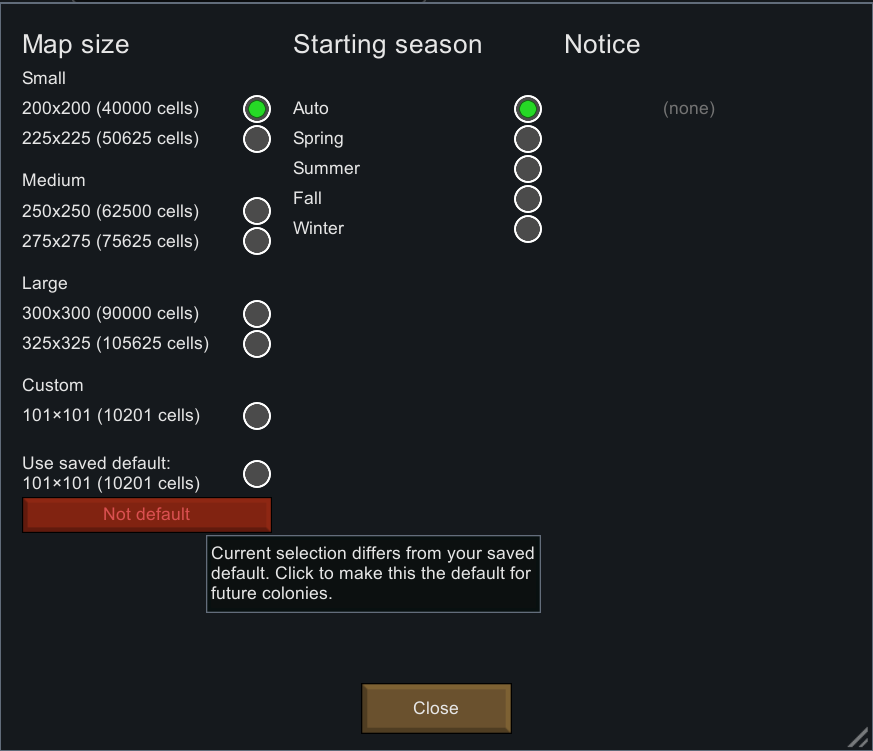 Map size
Small
200x200 (40000 cells)
225x225 (50625 cells)
Medium
250x250 (62500 cells)
275x275 (75625 cells)
Large
300x300 (90000 cells)
325x325 (105625 cells)
Custom
101×101 (10201 cells)
Use saved default:
101×101 (10201 cells)
Not default
Starting season
Auto
Spring
Summer
Fall
Winter
Notice
(none)
Current selection differs from your saved
default. Click to make this the default for
future colonies.
Close